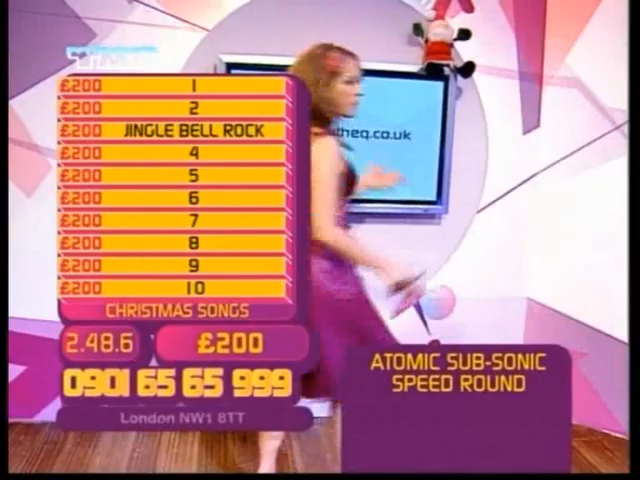 £200 1
£200 2
£200 JINGLE BELL ROCK
£200 4
£200 5
£200 6
£200 7
£200 8
£200 9
£200 10
CHRISTMAS SONGS
2.48.6 £200
0901 65 65 999
London NW1 8TT
theq.co.uk
ATOMIC SUB-SONIC
SPEED ROUND